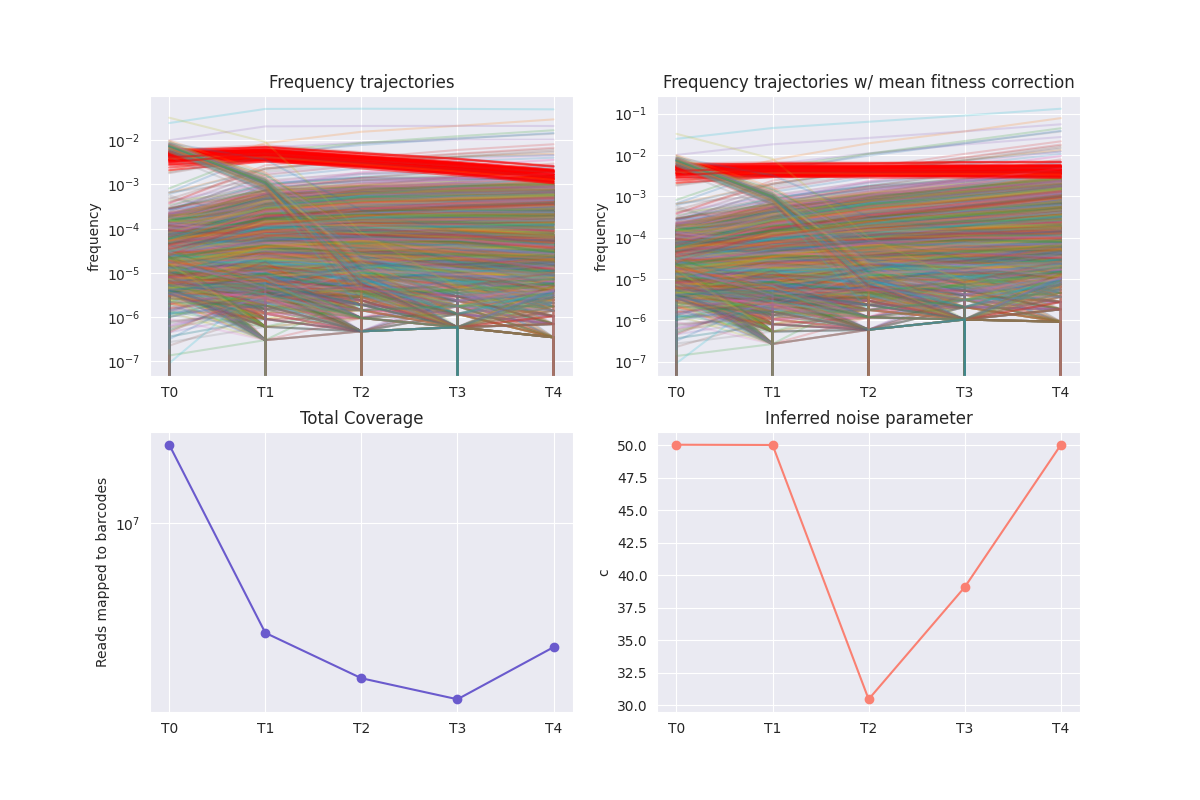 Frequency trajectories
frequency
10⁻²
10⁻³
10⁻⁴
10⁻⁵
10⁻⁶
10⁻⁷
T0 T1 T2 T3 T4
Frequency trajectories w/ mean fitness correction
frequency
10⁻¹
10⁻²
10⁻³
10⁻⁴
10⁻⁵
10⁻⁶
10⁻⁷
T0 T1 T2 T3 T4
Total Coverage
Reads mapped to barcodes
10⁷
T0 T1 T2 T3 T4
Inferred noise parameter
c
50.0
47.5
45.0
42.5
40.0
37.5
35.0
32.5
30.0
T0 T1 T2 T3 T4